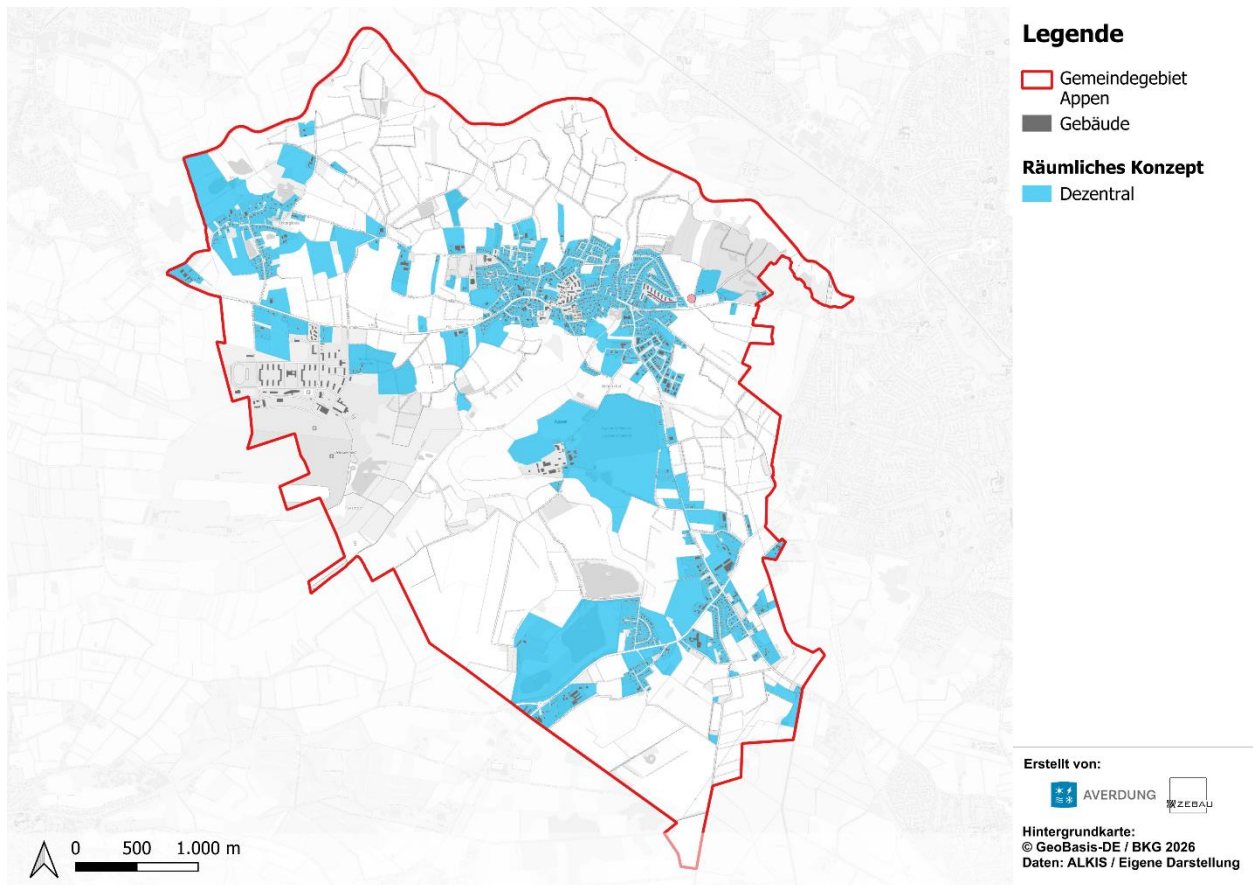 Legende
Gemeindegebiet
Appen
Gebäude
Räumliches Konzept
Dezentral
Erstellt von:
AVERDUNG
ZEBAU
Hintergrundkarte:
© GeoBasis-DE / BKG 2026
Daten: ALKIS / Eigene Darstellung
0 500 1.000 m